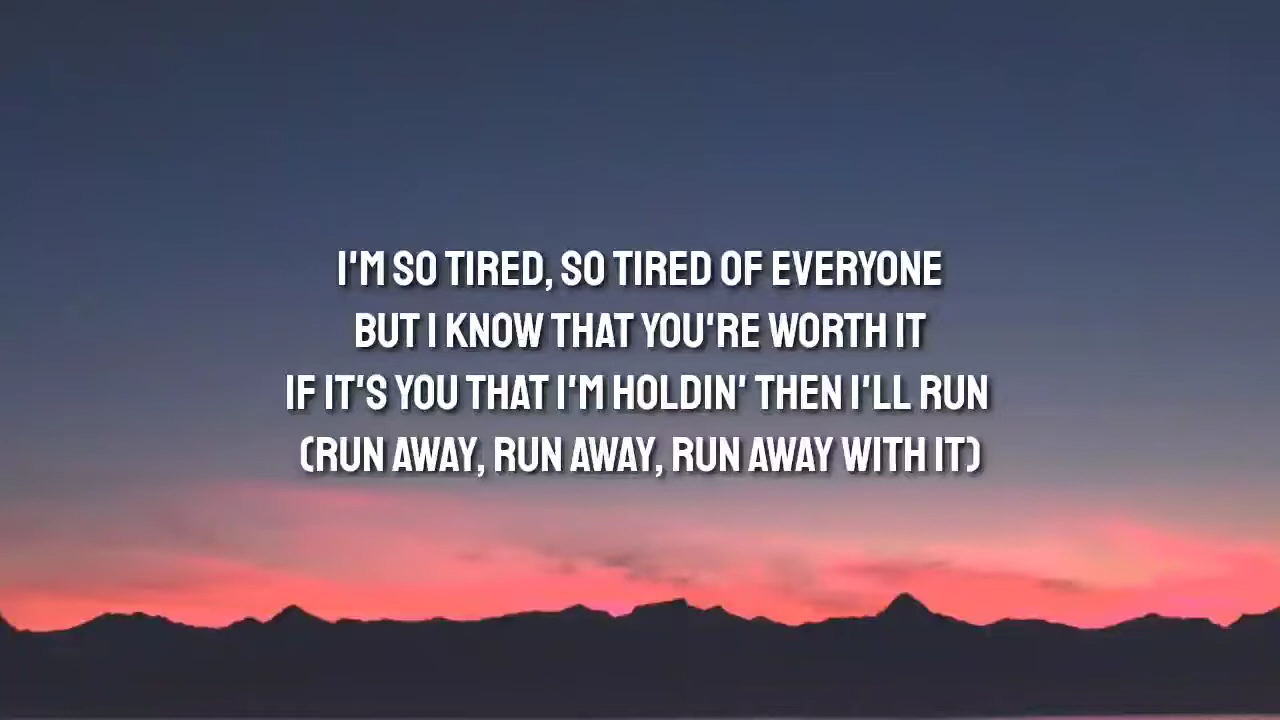 I'M SO TIRED, SO TIRED OF EVERYONE
BUT I KNOW THAT YOU'RE WORTH IT
IF IT'S YOU THAT I'M HOLDIN' THEN I'LL RUN
(RUN AWAY, RUN AWAY, RUN AWAY WITH IT)